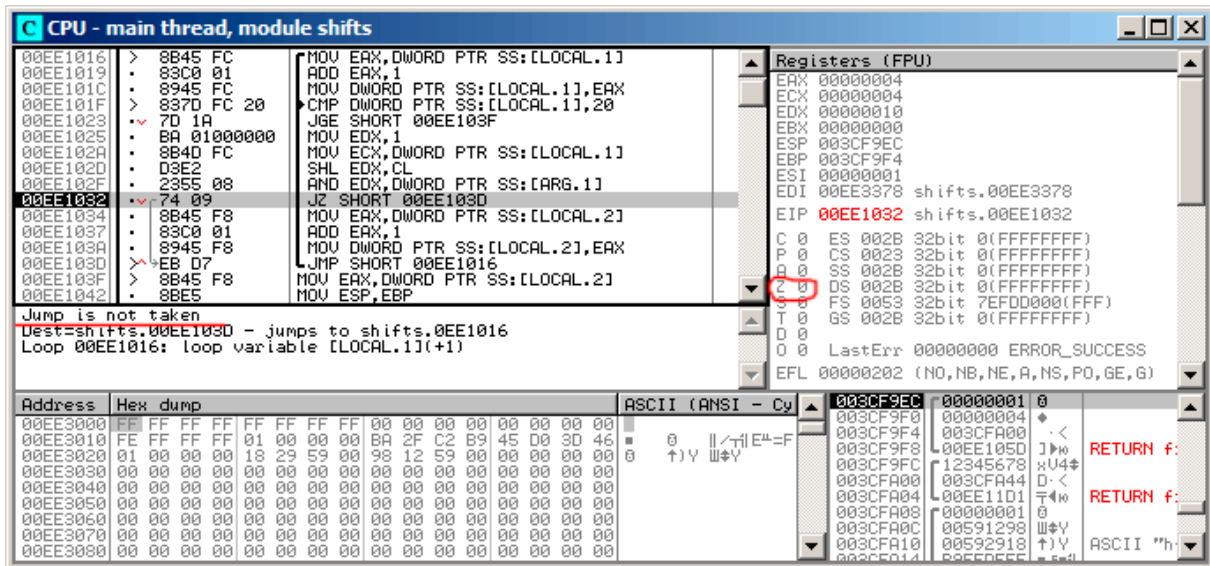 CPU - main thread, module shifts
00EE1016 > 8B45 FC MOV EAX,DWORD PTR SS:[LOCAL.1]
00EE1019 . 83C0 01 ADD EAX,1
00EE101C . 8945 FC MOV DWORD PTR SS:[LOCAL.1],EAX
00EE101F > 837D FC 20 CMP DWORD PTR SS:[LOCAL.1],20
00EE1023 . 7D 1A JGE SHORT 00EE103F
00EE1025 . BA 01000000 MOV EDX,1
00EE102A . 8B4D FC MOV ECX,DWORD PTR SS:[LOCAL.1]
00EE102D . D3E2 SHL EDX,CL
00EE102F . 2355 08 AND EDX,DWORD PTR SS:[ARG.1]
00EE1032 . 74 09 JZ SHORT 00EE103D
00EE1034 . 8B45 F8 MOV EAX,DWORD PTR SS:[LOCAL.2]
00EE1037 . 83C0 01 ADD EAX,1
00EE103A . 8945 F8 MOV DWORD PTR SS:[LOCAL.2],EAX
00EE103D > EB D7 JMP SHORT 00EE1016
00EE103F > 8B45 F8 MOV EAX,DWORD PTR SS:[LOCAL.2]
00EE1042 . 8BE5 MOV ESP,EBP
Jump is not taken
Dest=shifts.00EE103D - jumps to shifts.0EE1016
Loop 00EE1016: loop variable [LOCAL.1](+1)
Registers (FPU)
EAX 00000004
ECX 00000004
EDX 00000010
EBX 00000000
ESP 003CF9EC
EBP 003CF9F4
ESI 00000001
EDI 00EE3378 shifts.00EE3378
EIP 00EE1032 shifts.00EE1032
C 0 ES 002B 32bit 0(FFFFFFFF)
P 0 CS 0023 32bit 0(FFFFFFFF)
A 0 SS 002B 32bit 0(FFFFFFFF)
Z 0 DS 002B 32bit 0(FFFFFFFF)
S 0 FS 0053 32bit 7EFDD000(FFF)
T 0 GS 002B 32bit 0(FFFFFFFF)
D 0
O 0 LastErr 00000000 ERROR_SUCCESS
EFL 00000202 (NO,NB,NE,A,NS,PO,GE,G)
Address Hex dump ASCII (ANSI - Cy
00EE3000 FF FF FF FF FF FF FF FF 00 00 00 00 00 00 00 00
00EE3010 FE FF FF FF 01 00 00 00 BA 2F C2 B9 45 D0 3D 46
00EE3020 01 00 00 00 18 29 59 00 98 12 59 00 00 00 00 00
00EE3030 00 00 00 00 00 00 00 00 00 00 00 00 00 00 00 00
00EE3040 00 00 00 00 00 00 00 00 00 00 00 00 00 00 00 00
00EE3050 00 00 00 00 00 00 00 00 00 00 00 00 00 00 00 00
00EE3060 00 00 00 00 00 00 00 00 00 00 00 00 00 00 00 00
00EE3070 00 00 00 00 00 00 00 00 00 00 00 00 00 00 00 00
00EE3080 00 00 00 00 00 00 00 00 00 00 00 00 00 00 00 00
003CF9EC 00000001
003CF9F0 00000004
003CF9F4 003CFA00
003CF9F8 00EE105D RETURN f
003CF9FC 12345678 xV4
003CFA00 003CFA44
003CFA04 00EE11D1 RETURN f
003CFA08 00000001
003CFA0C 00591298
003CFA10 00592918 ASCII "h
003CFA14